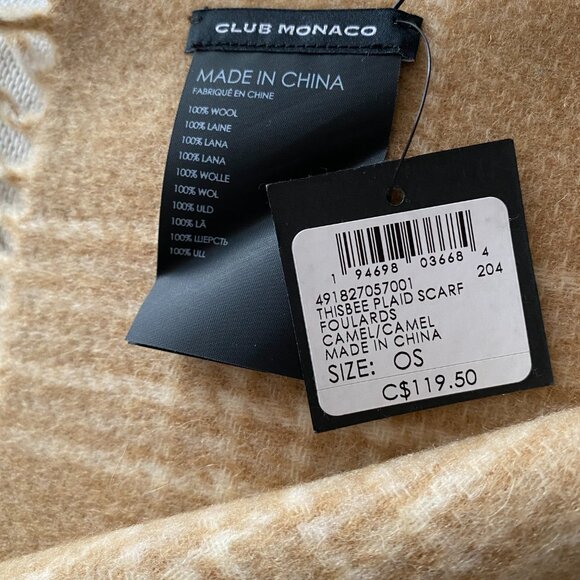 CLUB MONACO
MADE IN CHINA
FABRIQUÉ EN CHINE
100% WOOL
100% LAINE
100% LANA
100% LANA
100% WOLLE
100% WOL
100% ULD
100% LÃ
100% ШЕРСТЬ
100% ULL
1 94698 03668 4
491827057001 204
THISBEE PLAID SCARF
FOULARDS
CAMEL/CAMEL
MADE IN CHINA
SIZE: OS
C$119.50